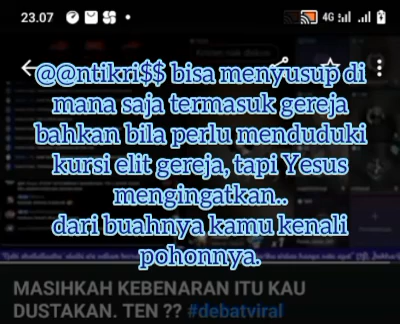 23.07
4G
@@ntikri$$ bisa menyusup di
mana saja termasuk gereja
bahkan bila perlu menduduki
kursi elit gereja, tapi Yesus
mengingatkan..
dari buahnya kamu kenali
pohonnya.
MASIHKAH KEBENARAN ITU KAU
DUSTAKAN. TEN ?? #debatviral